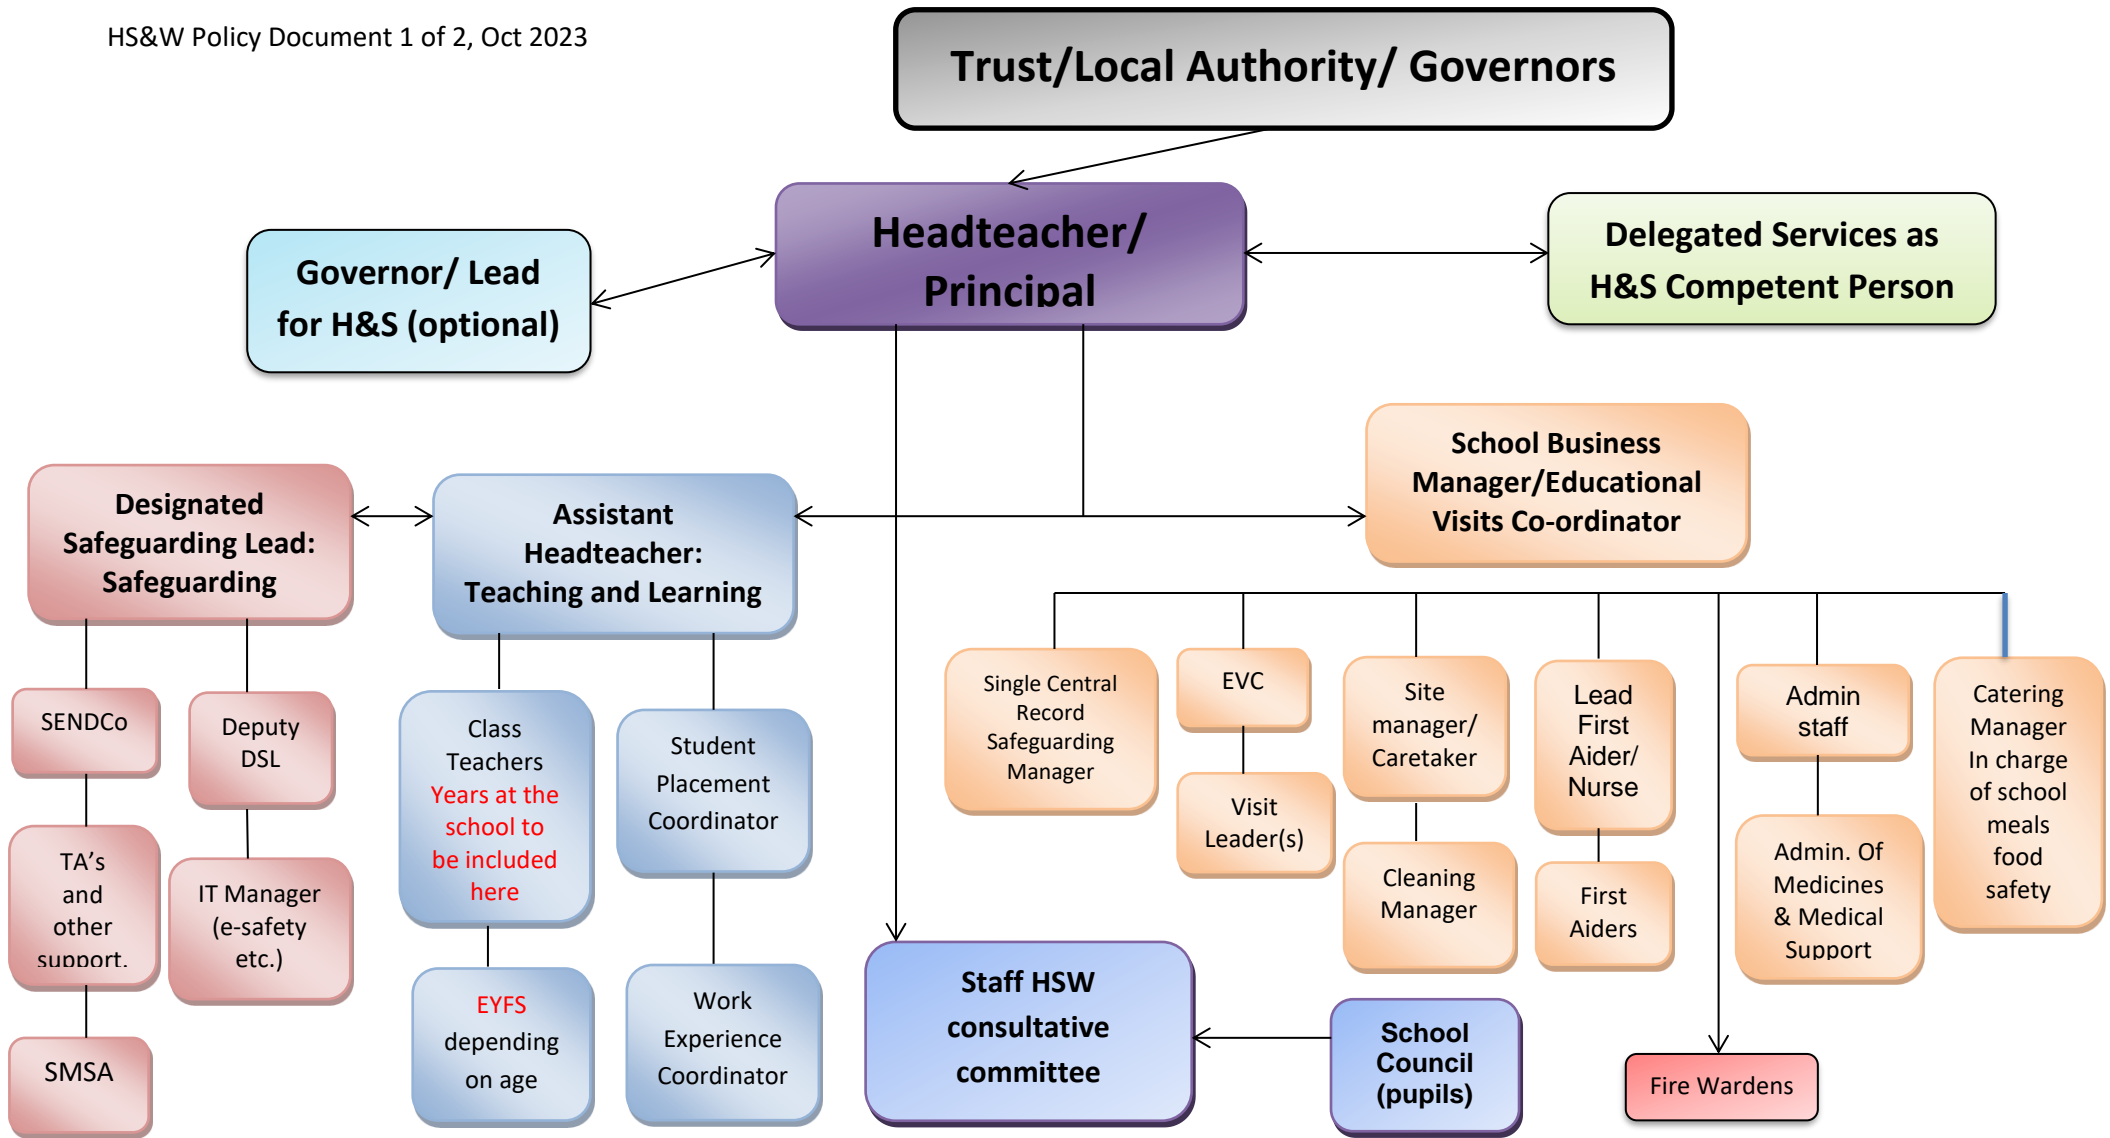 HS&W Policy Document 1 of 2, Oct 2023
Trust/Local Authority/ Governors
Headteacher/
Principal
Governor/ Lead
for H&S (optional)
Delegated Services as
H&S Competent Person
School Business
Manager/Educational
Visits Co-ordinator
Designated
Safeguarding Lead:
Safeguarding
Assistant
Headteacher:
Teaching and Learning
SENDCo
Deputy
DSL
TA's
and
other
support.
IT Manager
(e-safety
etc.)
SMSA
Class
Teachers
Years at the
school to
be included
here
Student
Placement
Coordinator
EYFS
depending
on age
Work
Experience
Coordinator
Single Central
Record
Safeguarding
Manager
EVC
Visit
Leader(s)
Site
manager/
Caretaker
Cleaning
Manager
Lead
First
Aider/
Nurse
First
Aiders
Admin
staff
Admin. Of
Medicines
& Medical
Support
Catering
Manager
In charge
of school
meals
food
safety
Staff HSW
consultative
committee
School
Council
(pupils)
Fire Wardens